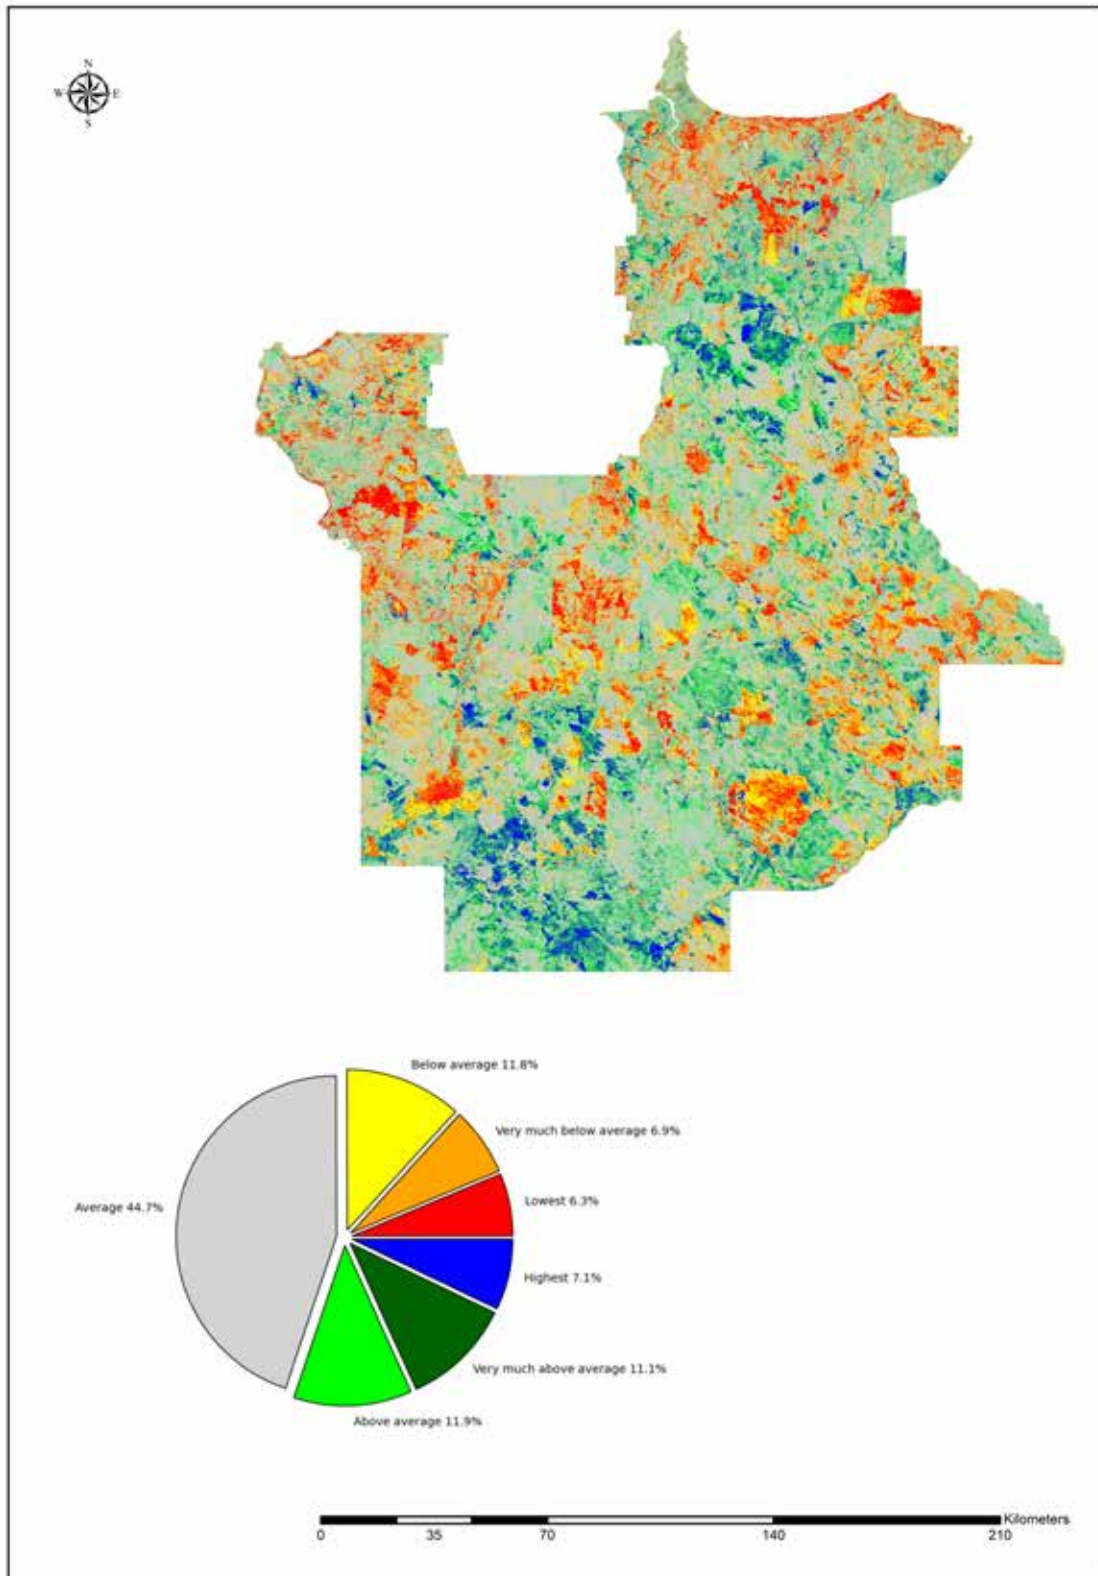 N
W E
S
Below average 11.8%
Very much below average 6.9%
Lowest 6.3%
Average 44.7%
Highest 7.1%
Very much above average 11.1%
Above average 11.9%
Kilometers
0 35 70 140 210